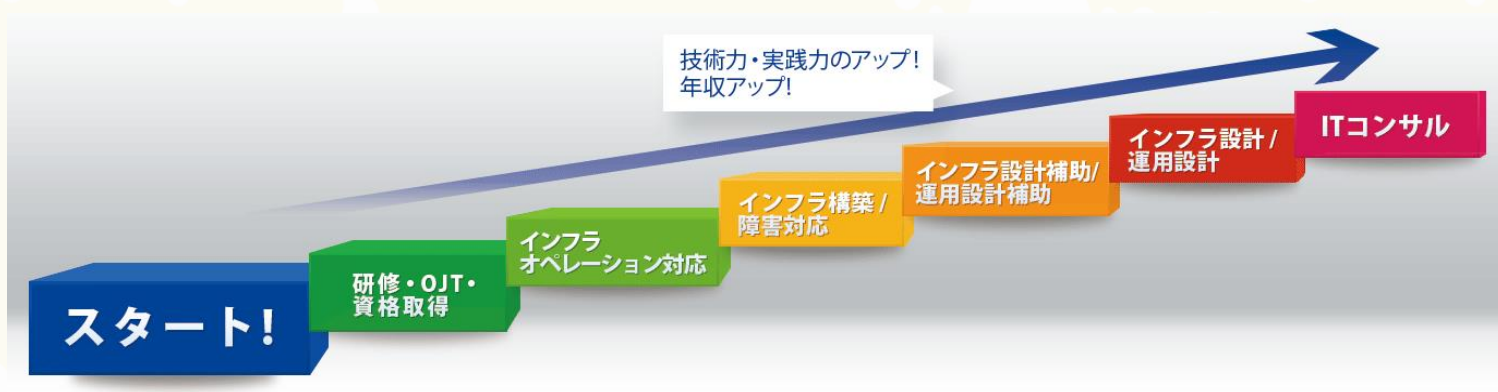 技術力・実践力のアップ!
年収アップ!
スタート!
研修・OJT・
資格取得
インフラ
オペレーション対応
インフラ構築 /
障害対応
インフラ設計補助/
運用設計補助
インフラ設計 /
運用設計
ITコンサル